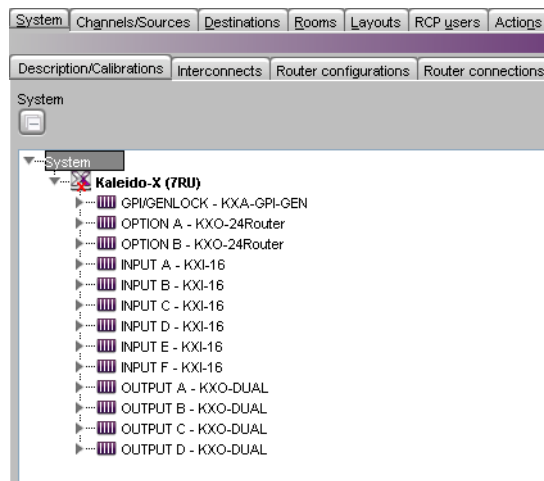 System Channels/Sources Destinations Rooms Layouts RCP users Actions
Description/Calibrations Interconnects Router configurations Router connections
System
System
Kaleido-X (7RU)
GPI/GENLOCK - KXA-GPI-GEN
OPTION A - KXO-24Router
OPTION B - KXO-24Router
INPUT A - KXI-16
INPUT B - KXI-16
INPUT C - KXI-16
INPUT D - KXI-16
INPUT E - KXI-16
INPUT F - KXI-16
OUTPUT A - KXO-DUAL
OUTPUT B - KXO-DUAL
OUTPUT C - KXO-DUAL
OUTPUT D - KXO-DUAL